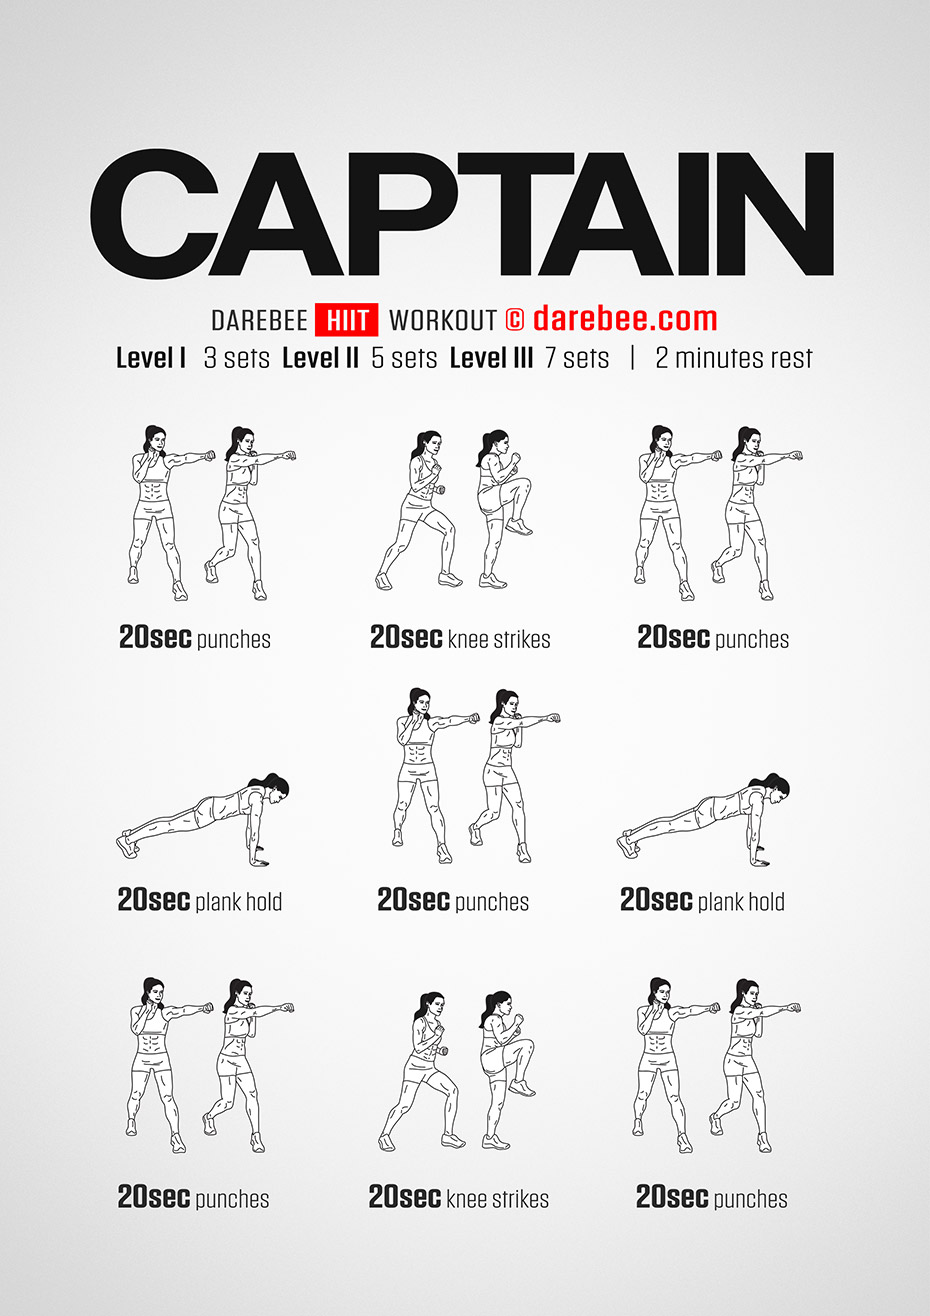 CAPTAIN
DAREBEE HIIT WORKOUT © darebee.com
Level I 3 sets Level II 5 sets Level III 7 sets | 2 minutes rest
20sec punches
20sec knee strikes
20sec punches
20sec plank hold
20sec punches
20sec plank hold
20sec punches
20sec knee strikes
20sec punches